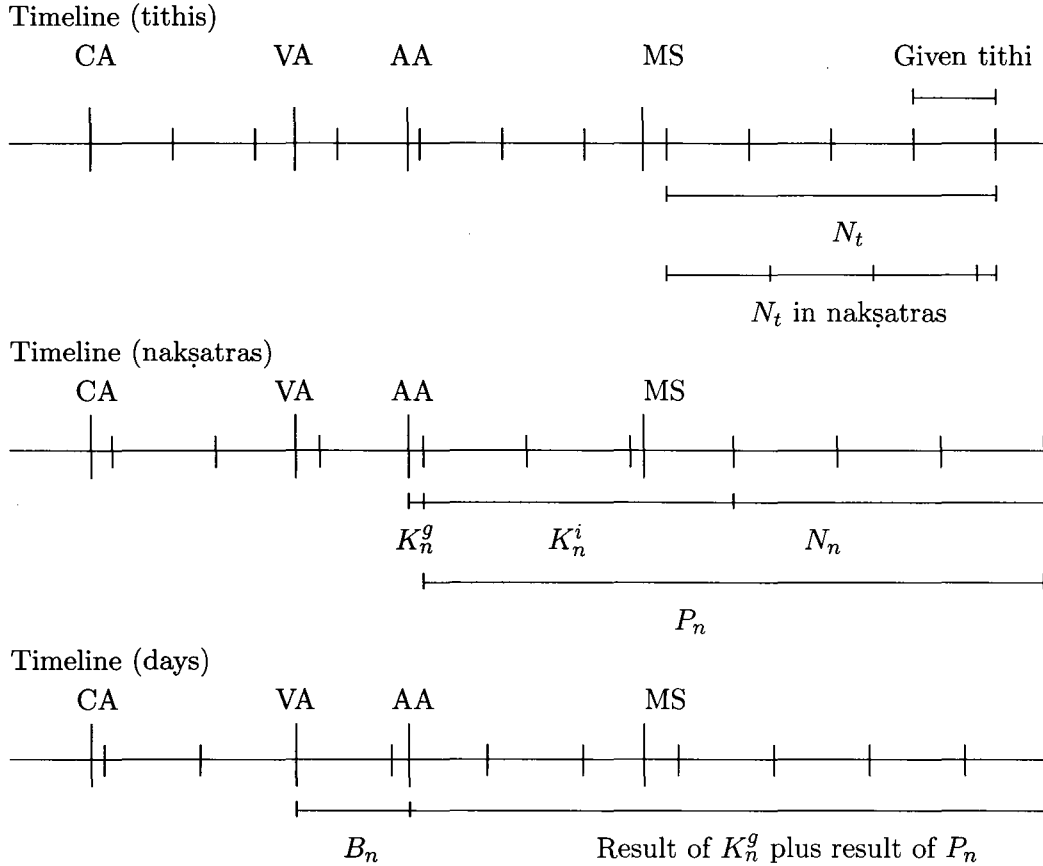 Timeline (tithis)
CA VA AA MS Given tithi
N_t
N_t in nakṣatras
Timeline (nakṣatras)
CA VA AA MS
K_n^g K_n^i N_n
P_n
Timeline (days)
CA VA AA MS
B_n Result of K_n^g plus result of P_n